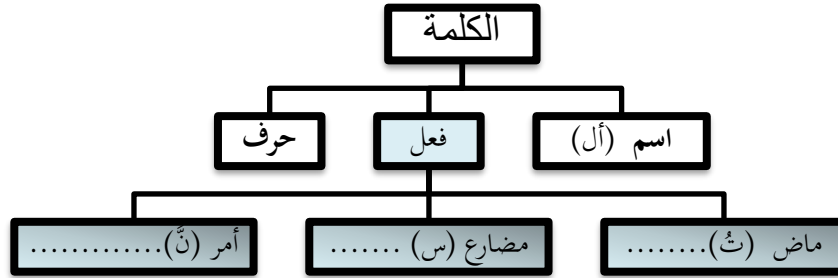 الكلمة
اسم (أل)
فعل
حرف
ماض (تُ)........
مضارع (س) .......
أمر (نَّ).............